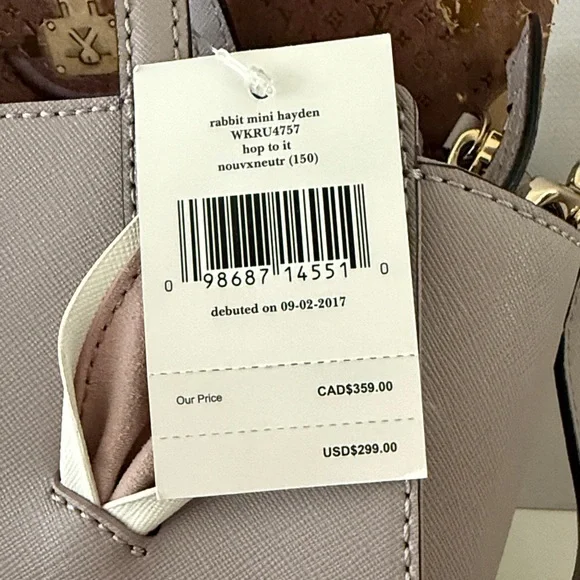 rabbit mini hayden
WKRU4757
hop to it
nouvxneutr (150)
0 98687 14551 0
debuted on 09-02-2017
Our Price CAD$359.00
USD$299.00